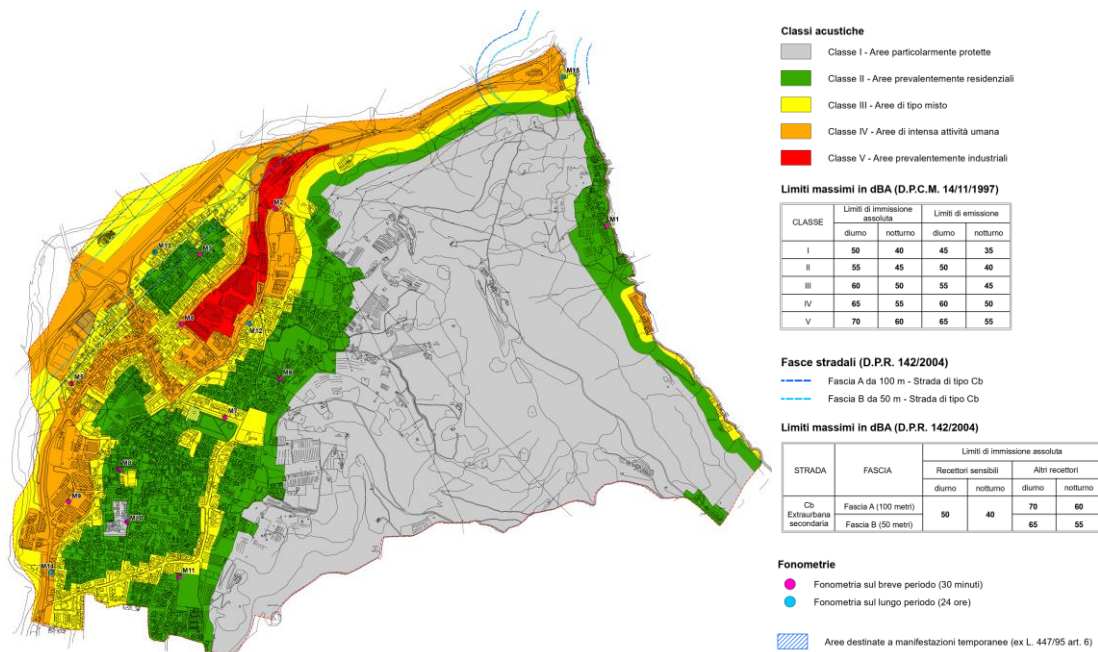 Classi acustiche
Classe I - Aree particolarmente protette
Classe II - Aree prevalentemente residenziali
Classe III - Aree di tipo misto
Classe IV - Aree di intensa attività umana
Classe V - Aree prevalentemente industriali
Limiti massimi in dBA (D.P.C.M. 14/11/1997)
CLASSE Limiti di immissione assoluta Limiti di emissione
diurno notturno diurno notturno
I 50 40 45 35
II 55 45 50 40
III 60 50 55 45
IV 65 55 60 50
V 70 60 65 55
Fasce stradali (D.P.R. 142/2004)
Fascia A da 100 m - Strada di tipo Cb
Fascia B da 50 m - Strada di tipo Cb
Limiti massimi in dBA (D.P.R. 142/2004)
STRADA FASCIA Limiti di immissione assoluta
Recettori sensibili Altri recettori
diurno notturno diurno notturno
Cb Extraurbana secondaria Fascia A (100 metri) 50 40 70 60
Fascia B (50 metri) 65 55
Fonometrie
Fonometria sul breve periodo (30 minuti)
Fonometria sul lungo periodo (24 ore)
Aree destinate a manifestazioni temporanee (ex L. 447/95 art. 6)
M15
M2
M1
M13
M12
M5
M7
M9
M10
M14
M11